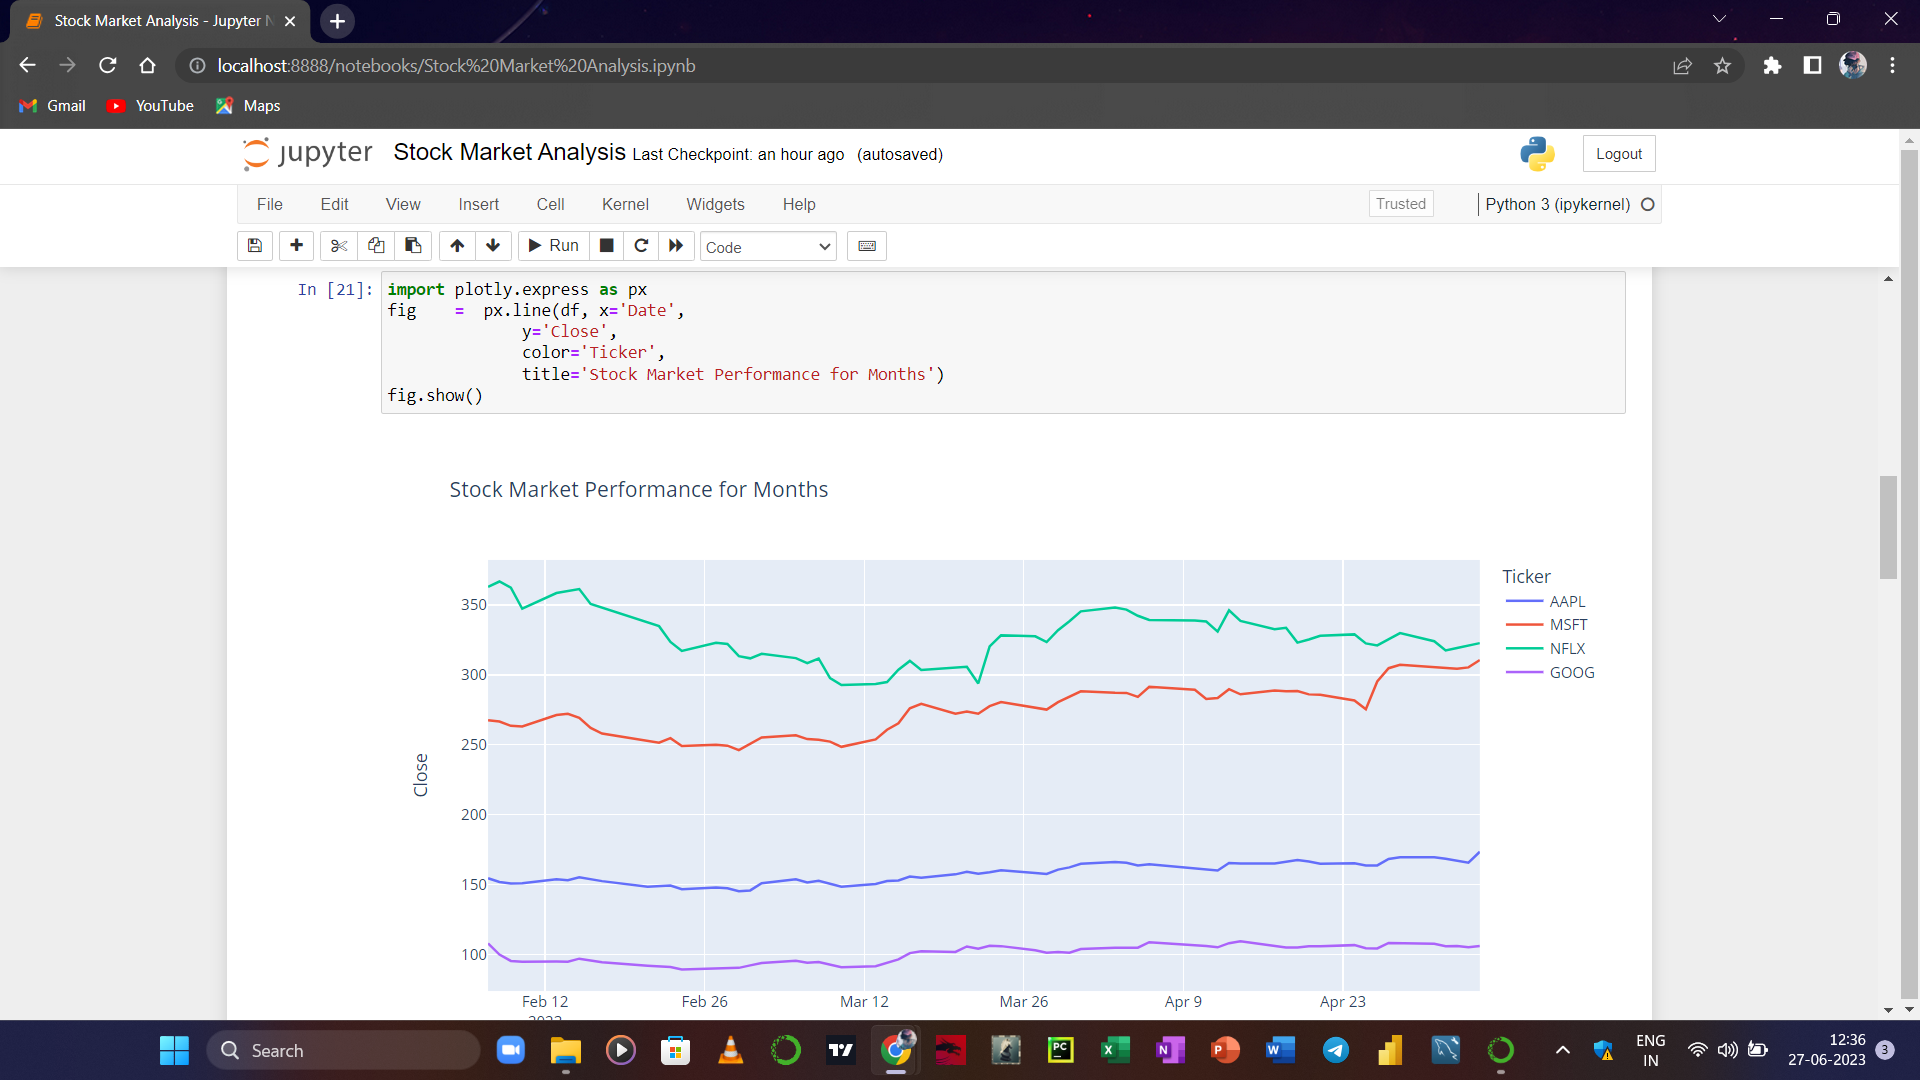 Stock Market Analysis - Jupyter N
localhost:8888/notebooks/Stock%20Market%20Analysis.ipynb
Gmail YouTube Maps
jupyter Stock Market Analysis Last Checkpoint: an hour ago (autosaved) Logout
File Edit View Insert Cell Kernel Widgets Help Trusted Python 3 (ipykernel)
Run Code
In [21]: import plotly.express as px
fig    =  px.line(df, x='Date',
              y='Close',
              color='Ticker',
              title='Stock Market Performance for Months')
fig.show()
Stock Market Performance for Months
Ticker
AAPL
MSFT
NFLX
GOOG
350
300
250
200
150
100
Close
Feb 12 Feb 26 Mar 12 Mar 26 Apr 9 Apr 23
Search
PC
ENG
IN
12:36
27-06-2023
3